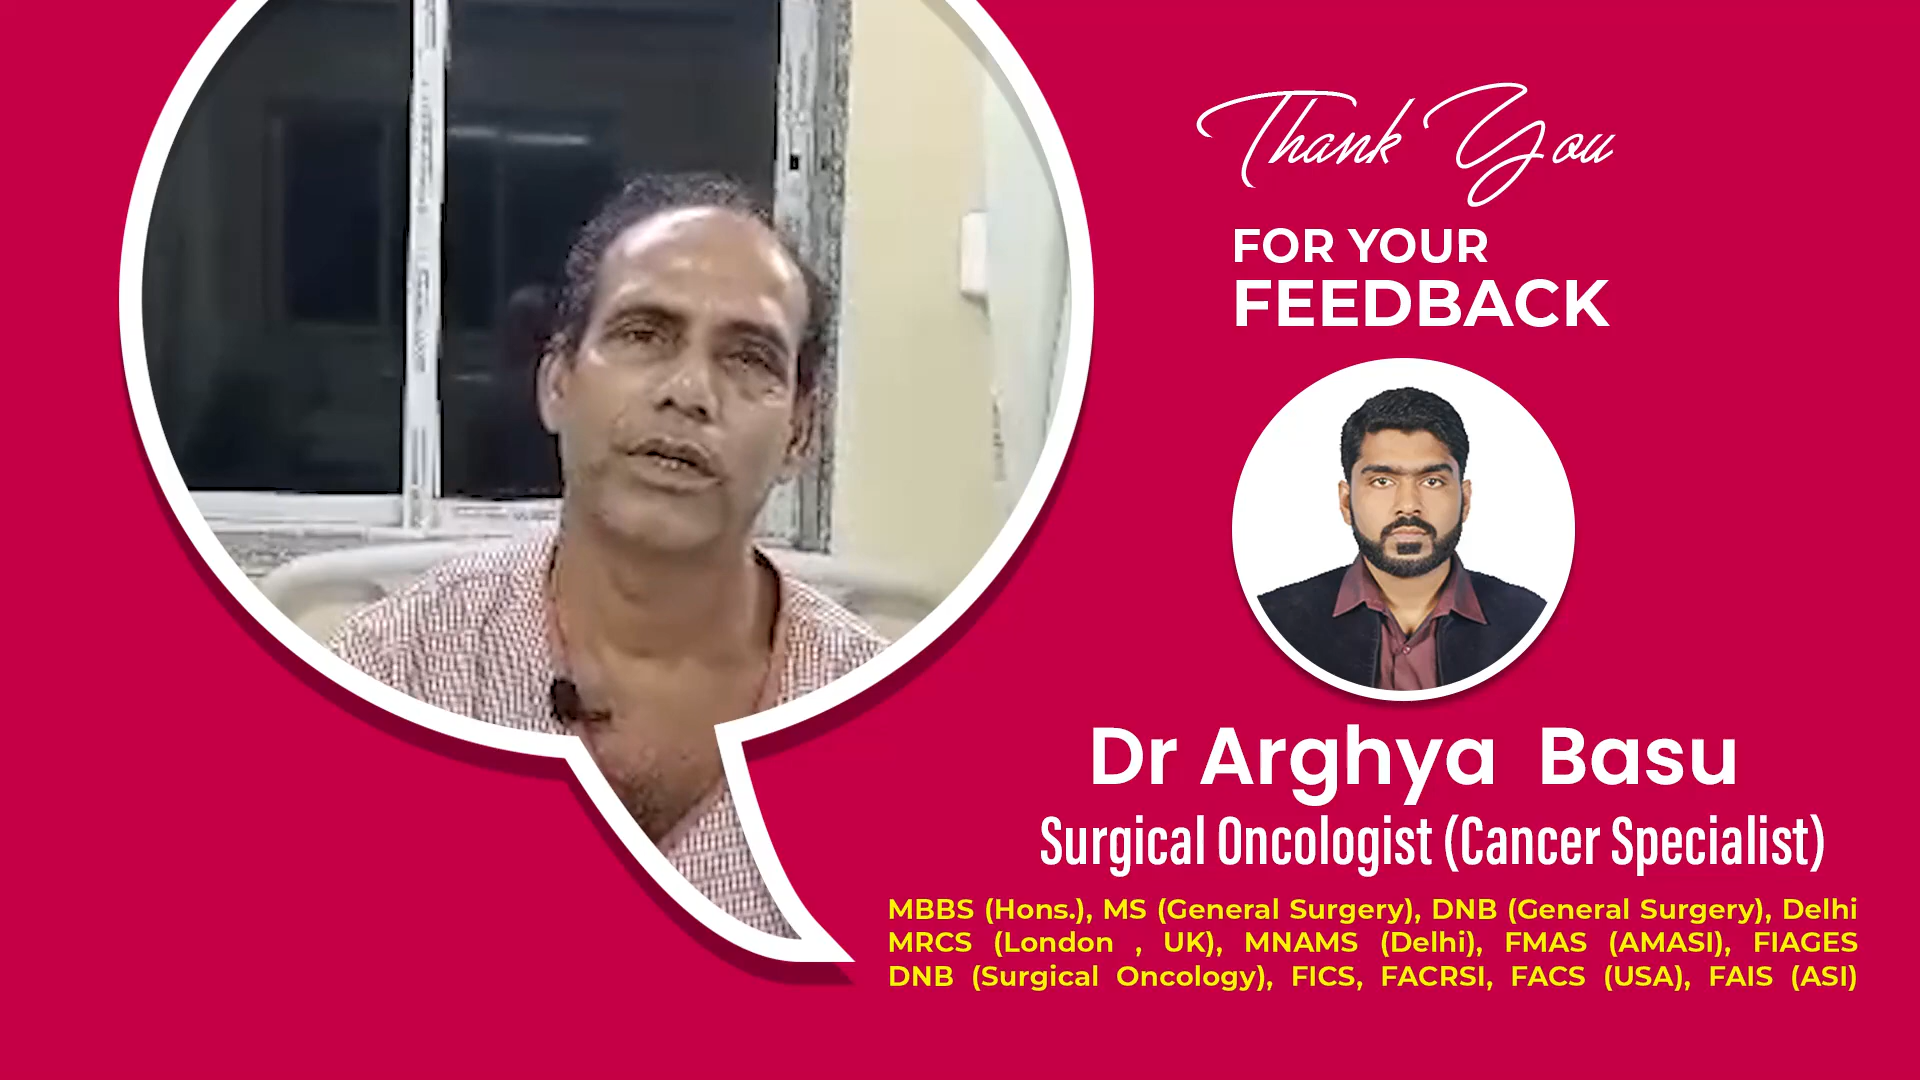 Thank You
FOR YOUR
FEEDBACK
Dr Arghya Basu
Surgical Oncologist (Cancer Specialist)
MBBS (Hons.), MS (General Surgery), DNB (General Surgery), Delhi
MRCS (London , UK), MNAMS (Delhi), FMAS (AMASI), FIAGES
DNB (Surgical Oncology), FICS, FACRSI, FACS (USA), FAIS (ASI)